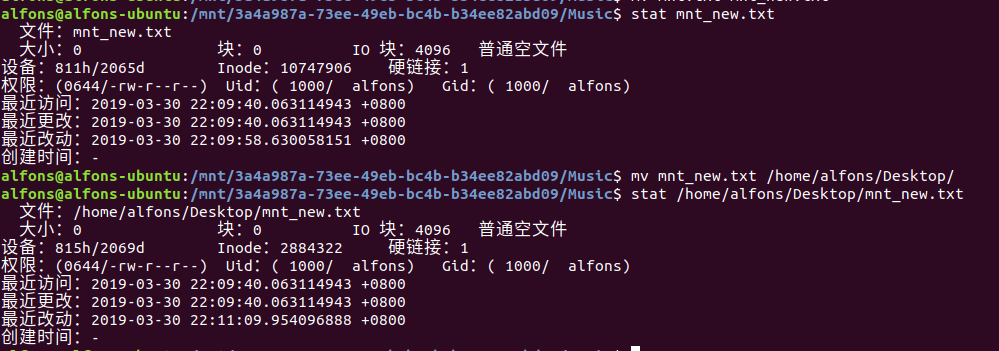 alfons@alfons-ubuntu:/mnt/3a4a987a-73ee-49eb-bc4b-b34ee82abd09/Music$ stat mnt_new.txt
文件：mnt_new.txt
大小：0 块：0 IO 块：4096 普通空文件
设备：811h/2065d Inode：10747906 硬链接：1
权限：(0644/-rw-r--r--) Uid：( 1000/ alfons) Gid：( 1000/ alfons)
最近访问：2019-03-30 22:09:40.063114943 +0800
最近更改：2019-03-30 22:09:40.063114943 +0800
最近改动：2019-03-30 22:09:58.630058151 +0800
创建时间：-
alfons@alfons-ubuntu:/mnt/3a4a987a-73ee-49eb-bc4b-b34ee82abd09/Music$ mv mnt_new.txt /home/alfons/Desktop/
alfons@alfons-ubuntu:/mnt/3a4a987a-73ee-49eb-bc4b-b34ee82abd09/Music$ stat /home/alfons/Desktop/mnt_new.txt
文件：/home/alfons/Desktop/mnt_new.txt
大小：0 块：0 IO 块：4096 普通空文件
设备：815h/2069d Inode：2884322 硬链接：1
权限：(0644/-rw-r--r--) Uid：( 1000/ alfons) Gid：( 1000/ alfons)
最近访问：2019-03-30 22:09:40.063114943 +0800
最近更改：2019-03-30 22:09:40.063114943 +0800
最近改动：2019-03-30 22:11:09.954096888 +0800
创建时间：-